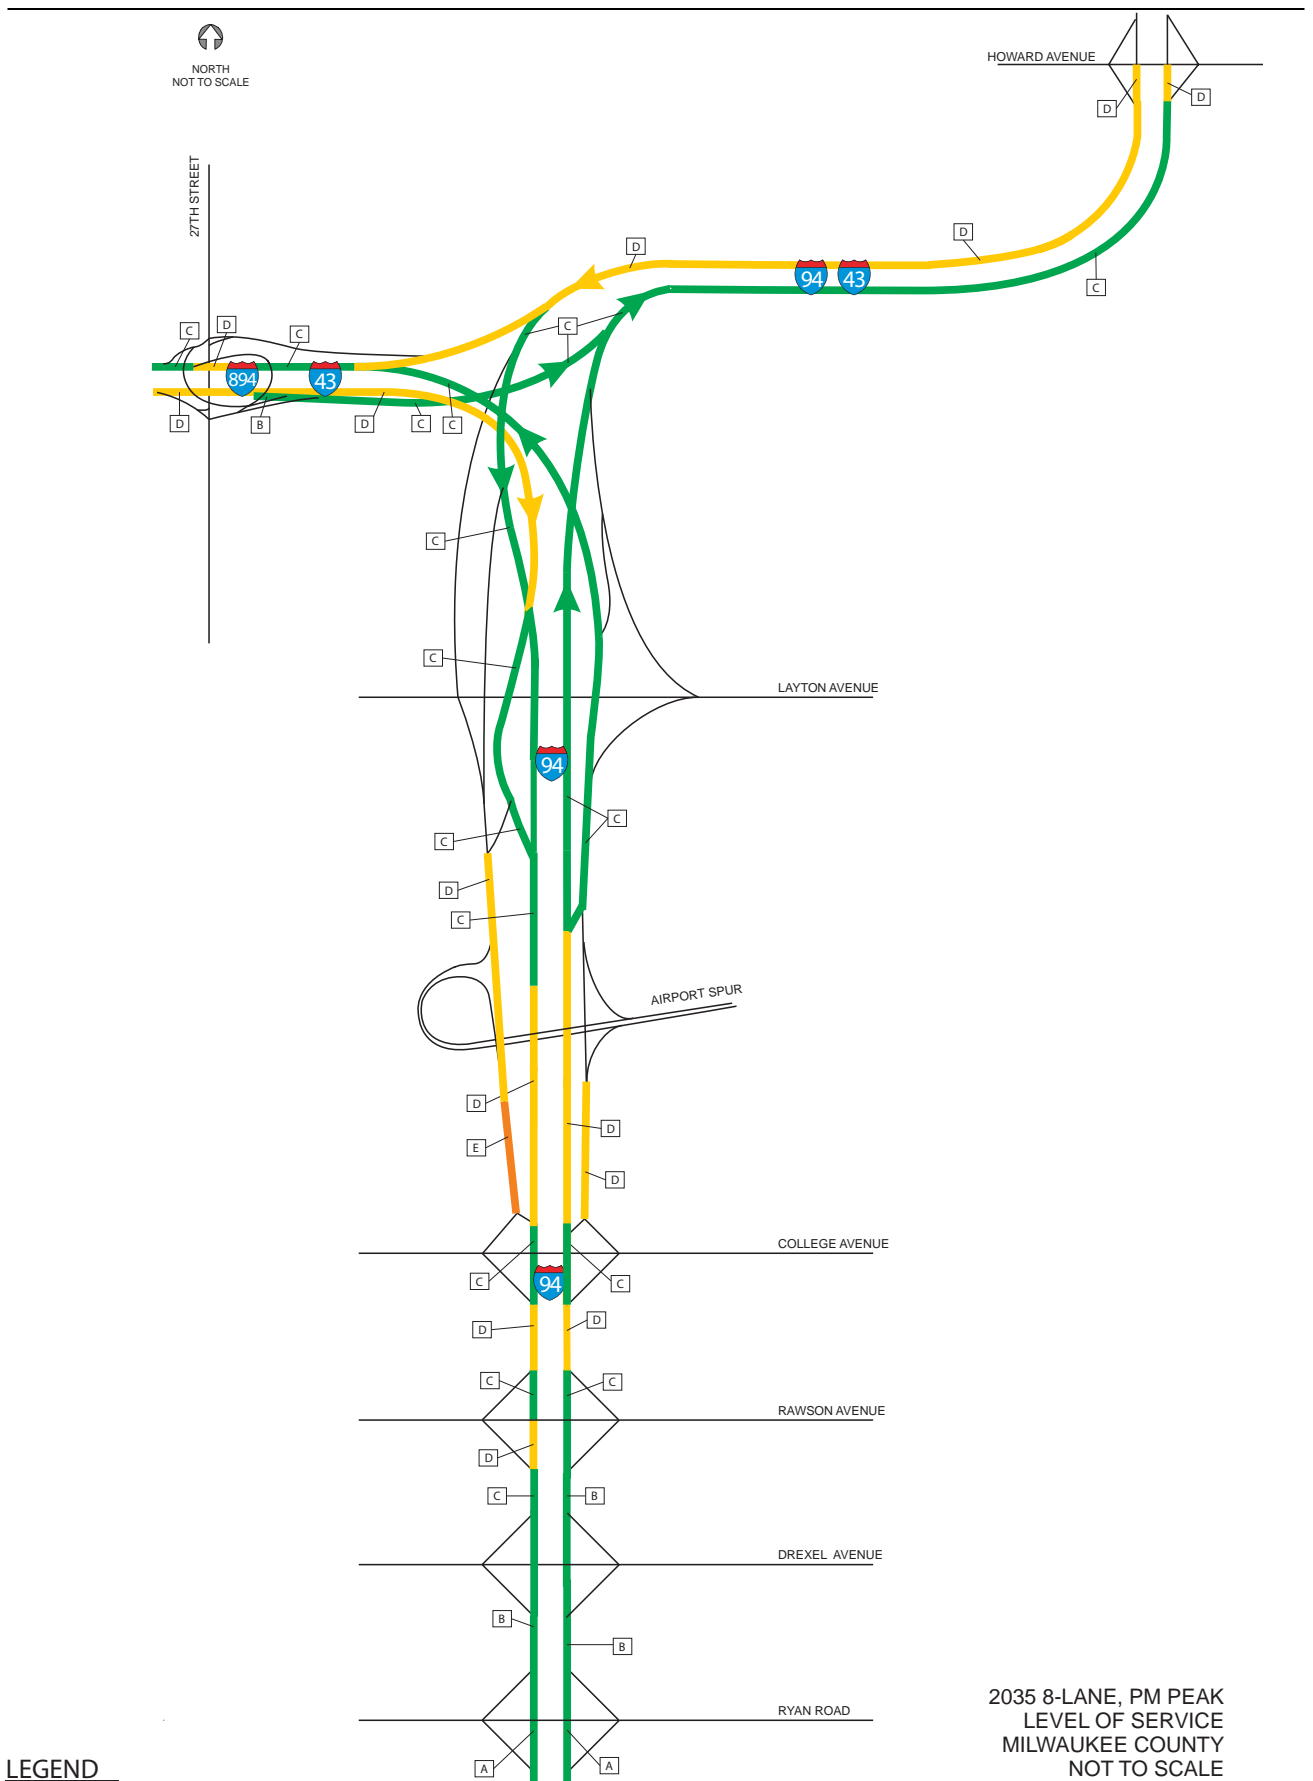 NORTH
NOT TO SCALE
HOWARD AVENUE
D
D
27TH STREET
D
D
94
43
C
C
D
C
C
894
43
D
B
D
C
C
C
C
LAYTON AVENUE
94
C
C
D
C
AIRPORT SPUR
D
D
E
D
COLLEGE AVENUE
C
C
94
D
D
C
C
RAWSON AVENUE
D
C
B
DREXEL AVENUE
B
B
RYAN ROAD
A
A
2035 8-LANE, PM PEAK
LEVEL OF SERVICE
MILWAUKEE COUNTY
NOT TO SCALE
LEGEND